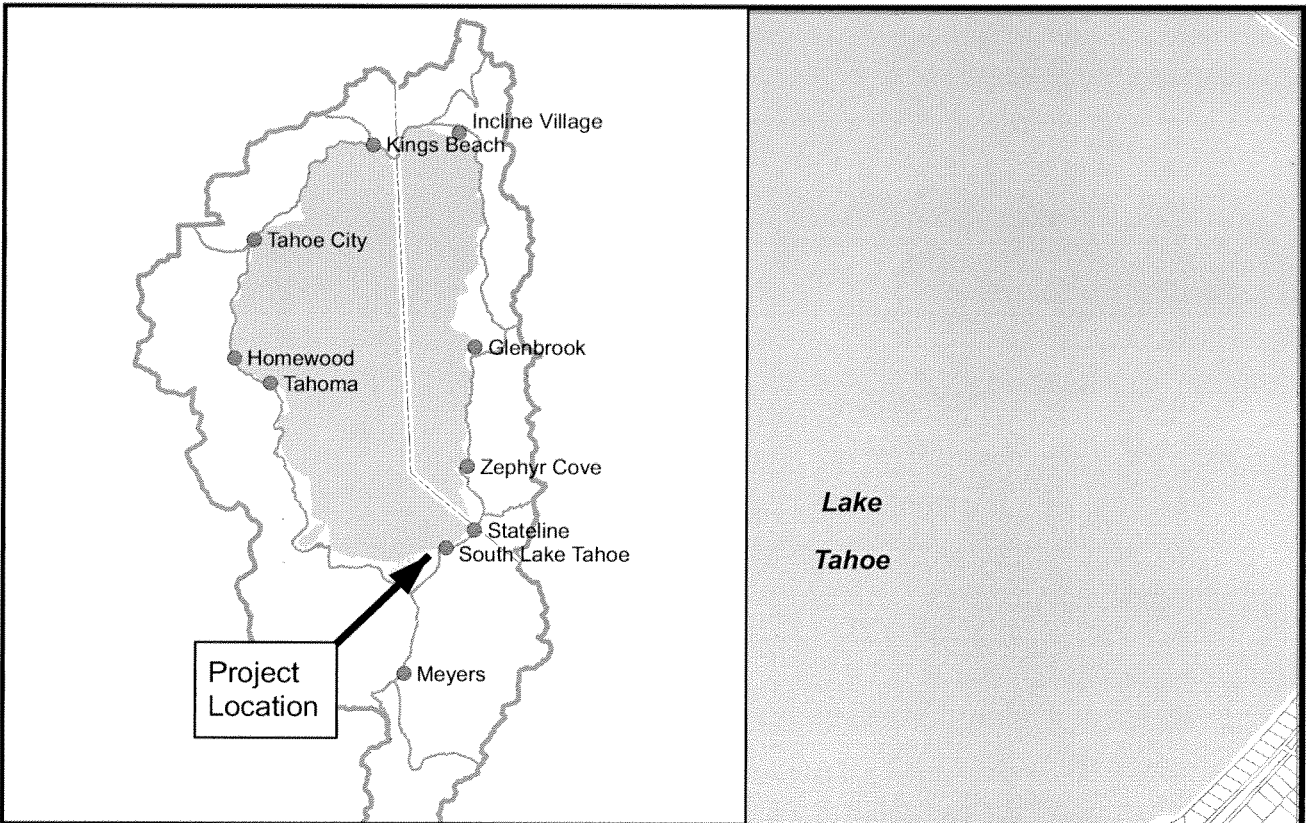 Incline Village
Kings Beach
Tahoe City
Glenbrook
Homewood
Tahoma
Zephyr Cove
Stateline
South Lake Tahoe
Project
Location
Meyers
Lake
Tahoe